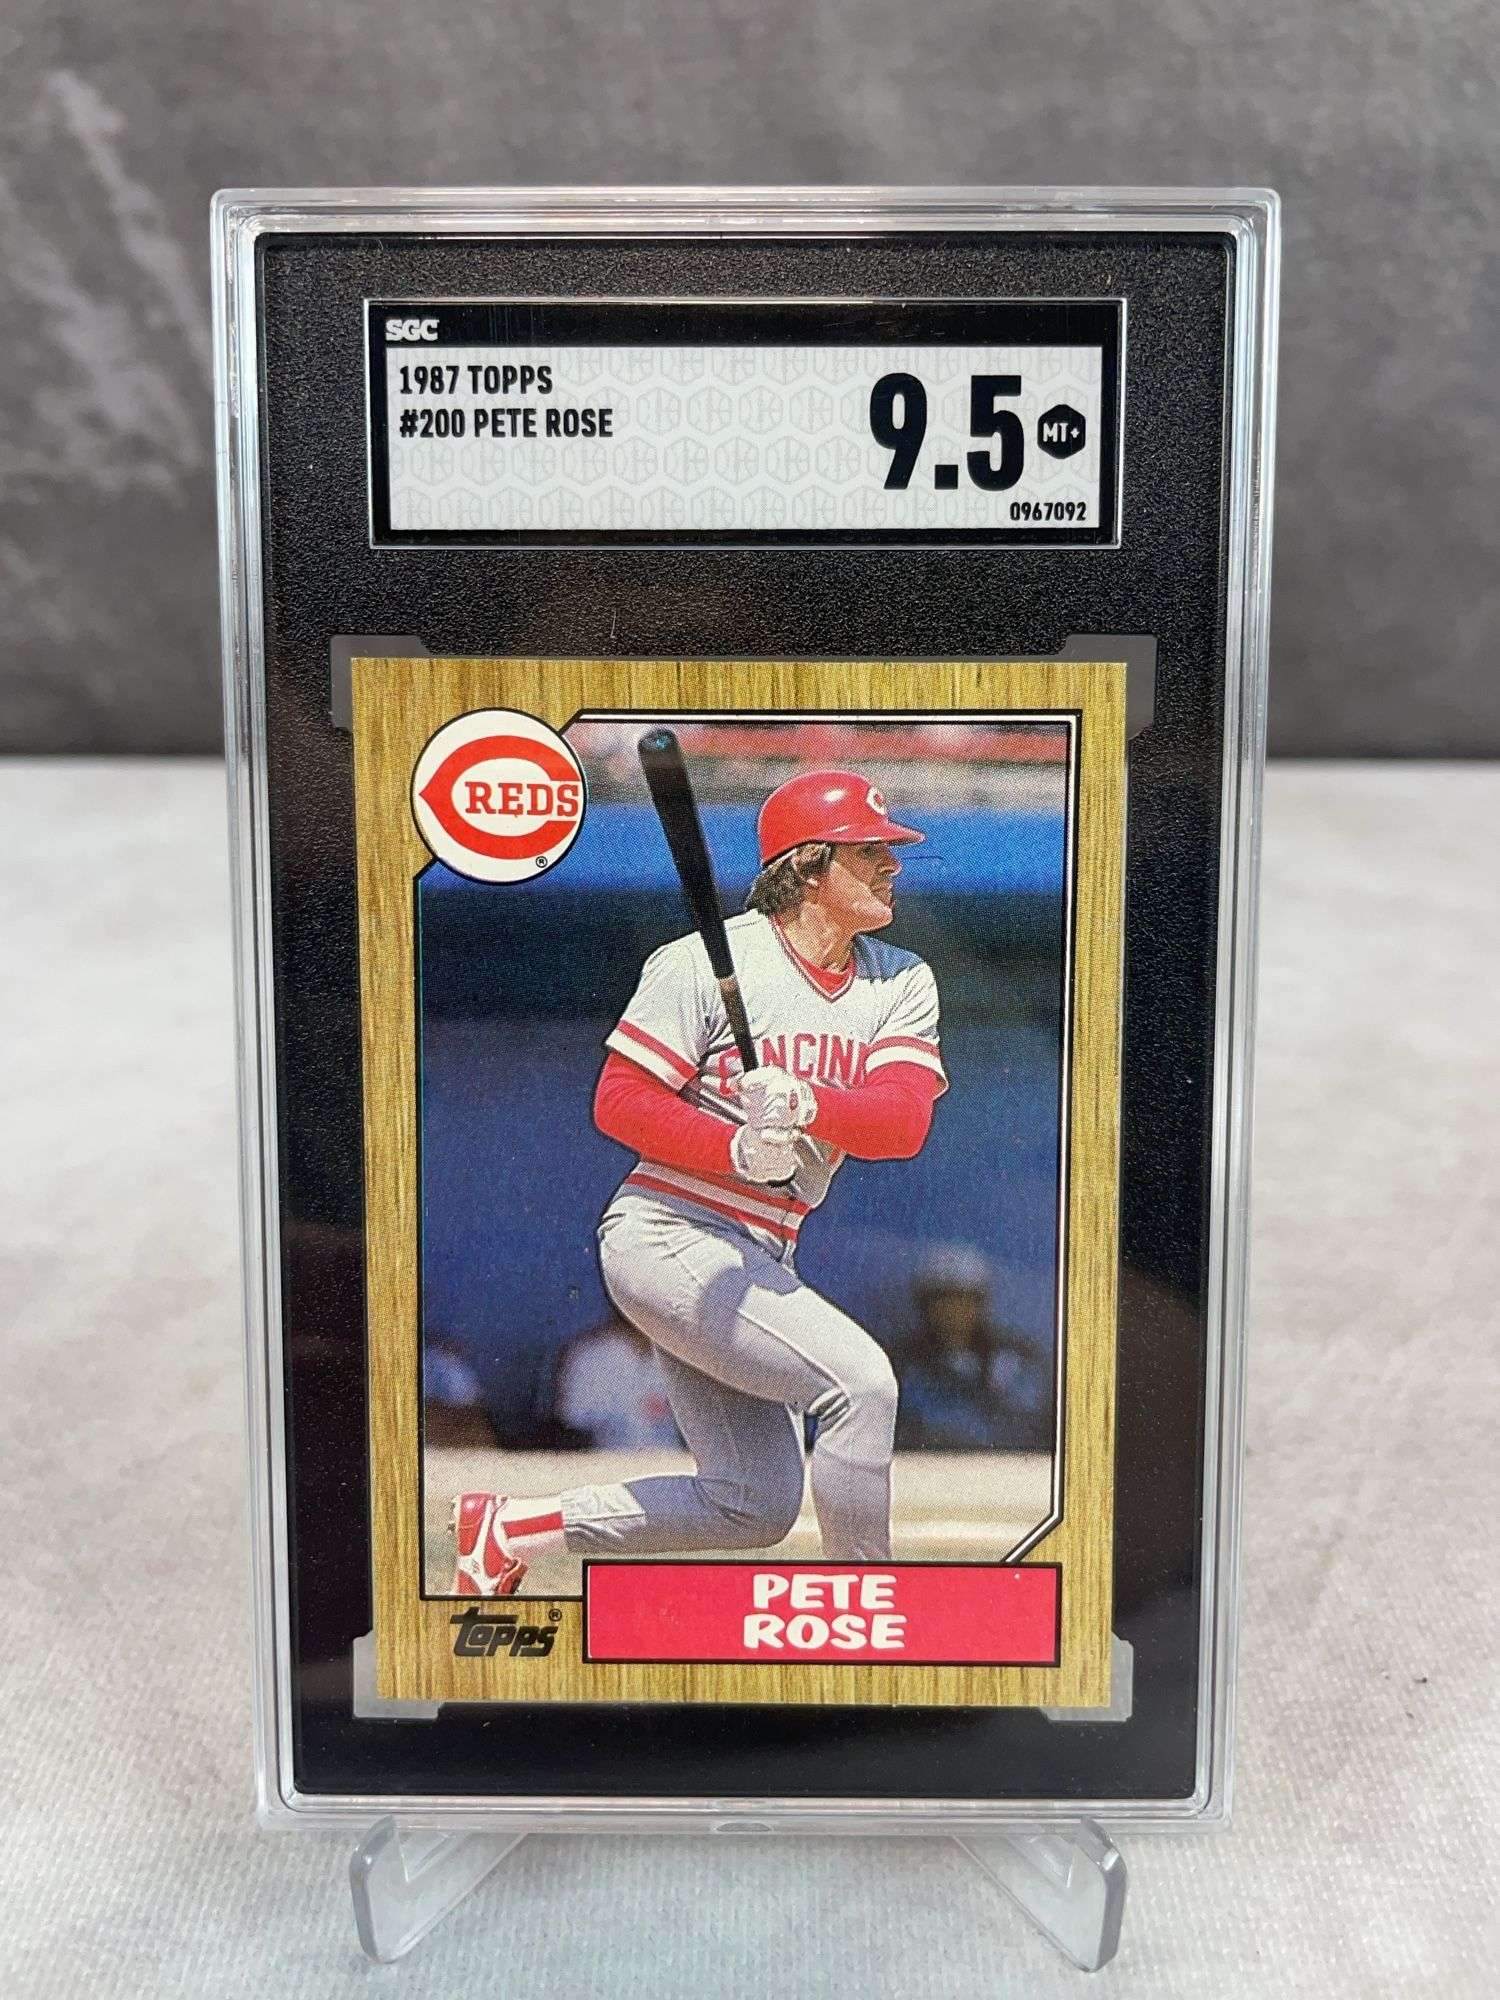 SGC
1987 TOPPS
#200 PETE ROSE
9.5 MT+
0967092
REDS
®
C
CINCINN
PETE
ROSE
topps®